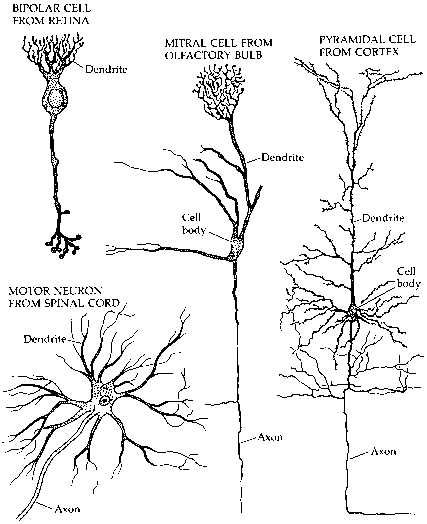 BIPOLAR CELL
FROM RETINA
Dendrite
MITRAL CELL FROM
OLFACTORY BULB
Dendrite
Cell
body
Axon
PYRAMIDAL CELL
FROM CORTEX
Dendrite
Cell
body
Axon
MOTOR NEURON
FROM SPINAL CORD
Dendrite
Axon